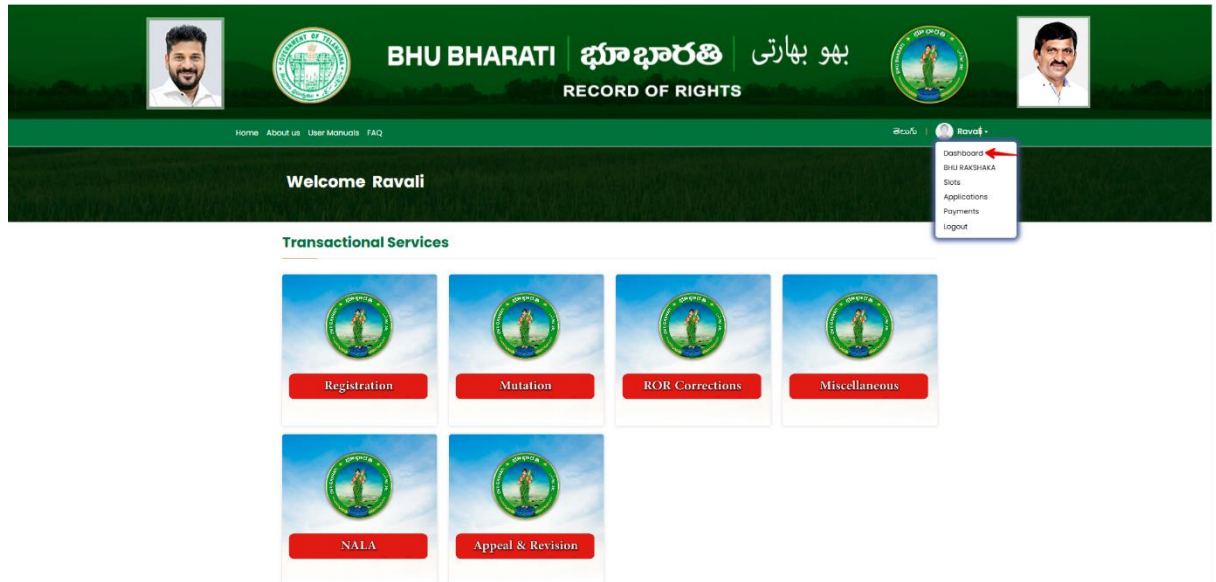 BHU BHARATI భూ భారతి بھو بھارتی
RECORD OF RIGHTS
Home About us User Manuals FAQ
తెలుగు | Ravali
Dashboard
BHU RAKSHAKA
Slots
Applications
Payments
Logout
Welcome Ravali
Transactional Services
Registration
Mutation
ROR Corrections
Miscellaneous
NALA
Appeal & Revision